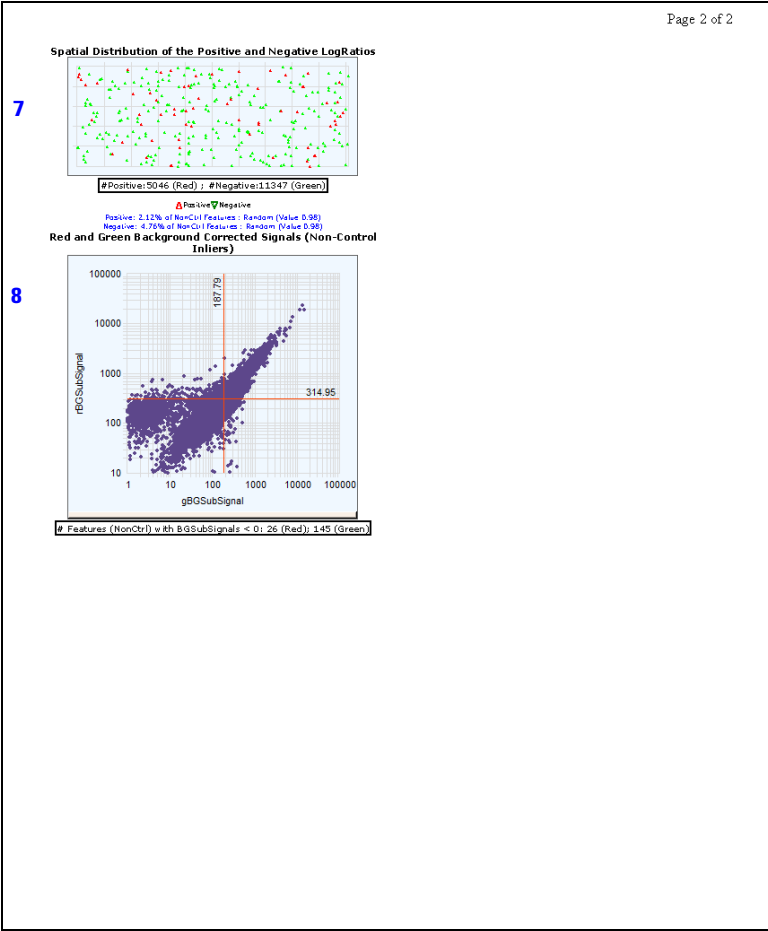 Page 2 of 2
Spatial Distribution of the Positive and Negative LogRatios
7
#Positive:5046 (Red) ; #Negative:11347 (Green)
Positive Negative
Positive: 2.12% of NonCtrl Features : Random (Value 0.98)
Negative: 4.76% of NonCtrl Features : Random (Value 0.98)
Red and Green Background Corrected Signals (Non-Control
Inliers)
8
100000
10000
1000
100
10
rBGSubSignal
187.79
314.95
1 10 100 1000 10000 100000
gBGSubSignal
# Features (NonCtrl) with BGSubSignals < 0: 26 (Red); 145 (Green)